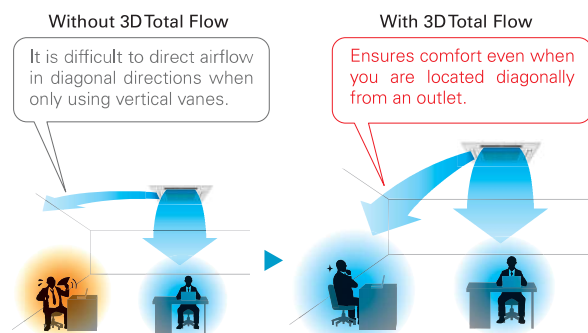 Without 3D Total Flow
It is difficult to direct airflow
in diagonal directions when
only using vertical vanes.
With 3D Total Flow
Ensures comfort even when
you are located diagonally
from an outlet.